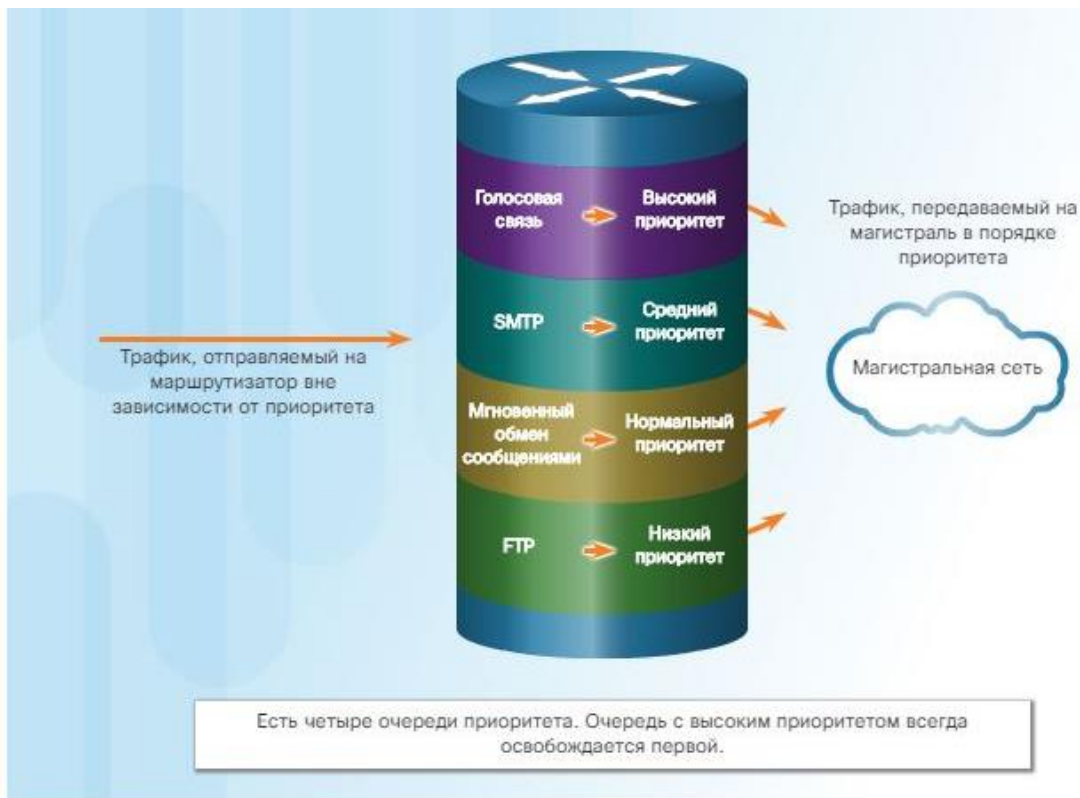 Трафик, отправляемый на
маршрутизатор вне
зависимости от приоритета
Голосовая
связь
Высокий
приоритет
SMTP
Средний
приоритет
Мгновенный
обмен
сообщениями
Нормальный
приоритет
FTP
Низкий
приоритет
Трафик, передаваемый на
магистраль в порядке
приоритета
Магистральная сеть
Есть четыре очереди приоритета. Очередь с высоким приоритетом всегда
освобождается первой.